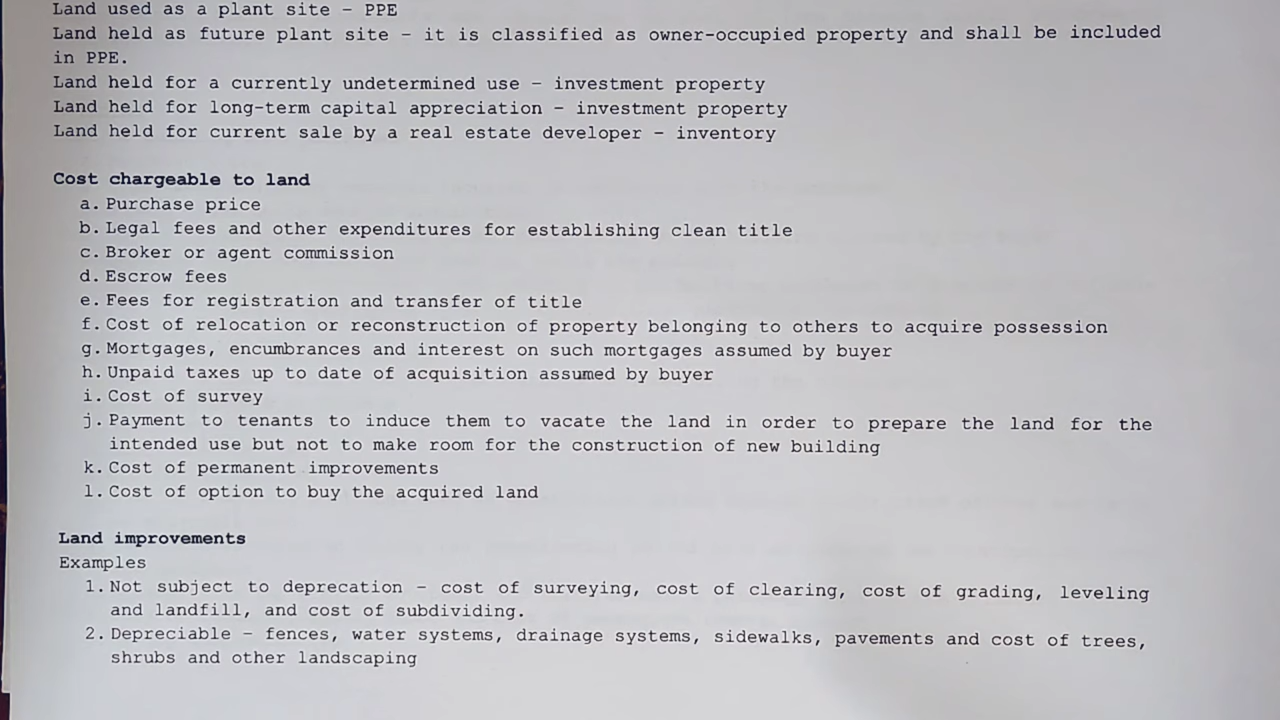 Land used as a plant site – PPE
Land held as future plant site – it is classified as owner-occupied property and shall be included
in PPE.
Land held for a currently undetermined use – investment property
Land held for long-term capital appreciation – investment property
Land held for current sale by a real estate developer – inventory
Cost chargeable to land
a. Purchase price
b. Legal fees and other expenditures for establishing clean title
c. Broker or agent commission
d. Escrow fees
e. Fees for registration and transfer of title
f. Cost of relocation or reconstruction of property belonging to others to acquire possession
g. Mortgages, encumbrances and interest on such mortgages assumed by buyer
h. Unpaid taxes up to date of acquisition assumed by buyer
i. Cost of survey
j. Payment to tenants to induce them to vacate the land in order to prepare the land for the
intended use but not to make room for the construction of new building
k. Cost of permanent improvements
l. Cost of option to buy the acquired land
Land improvements
Examples
1. Not subject to deprecation – cost of surveying, cost of clearing, cost of grading, leveling
and landfill, and cost of subdividing.
2. Depreciable – fences, water systems, drainage systems, sidewalks, pavements and cost of trees,
shrubs and other landscaping